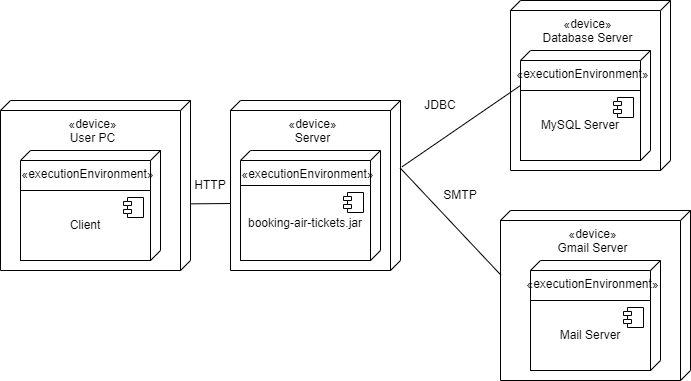 «device»
User PC
«executionEnvironment»
Client
HTTP
«device»
Server
«executionEnvironment»
booking-air-tickets.jar
JDBC
SMTP
«device»
Database Server
«executionEnvironment»
MySQL Server
«device»
Gmail Server
«executionEnvironment»
Mail Server